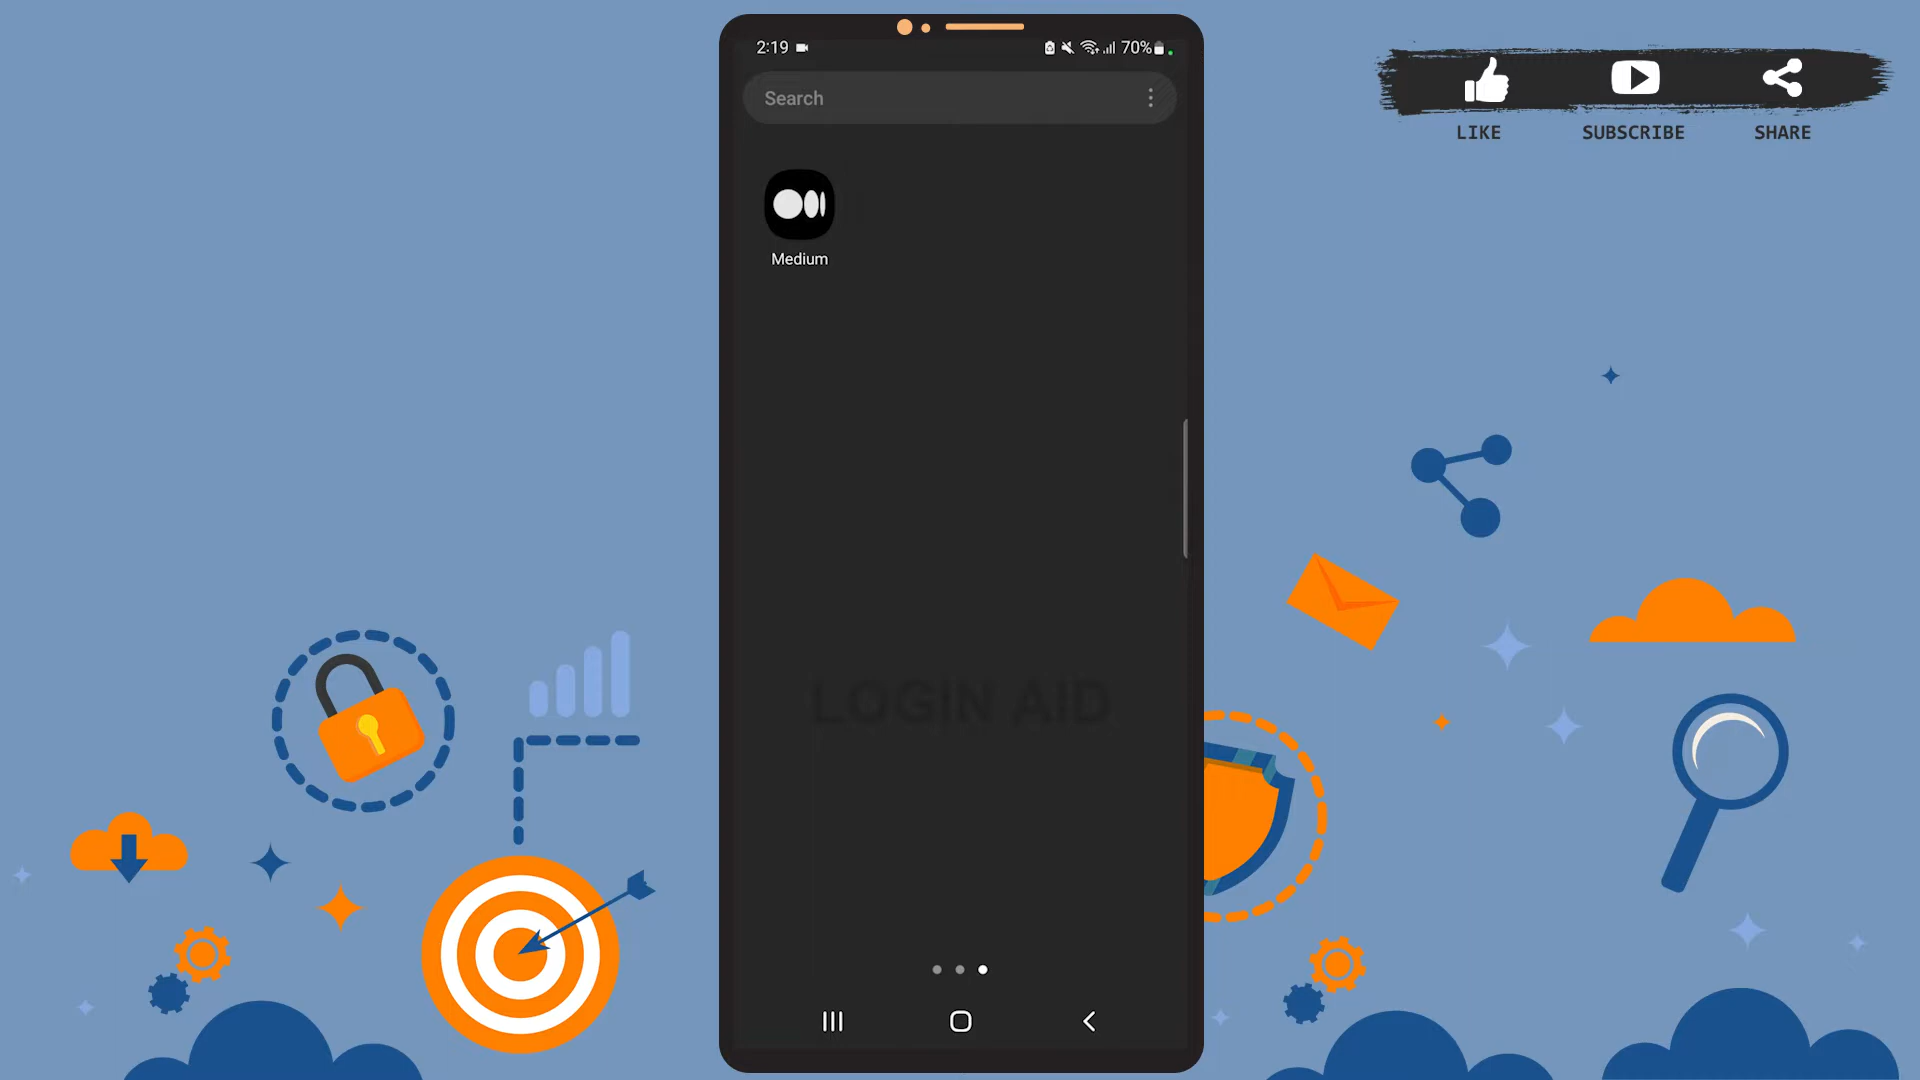 2:19
70%
Search
Medium
LOGIN AID
LIKE
SUBSCRIBE
SHARE